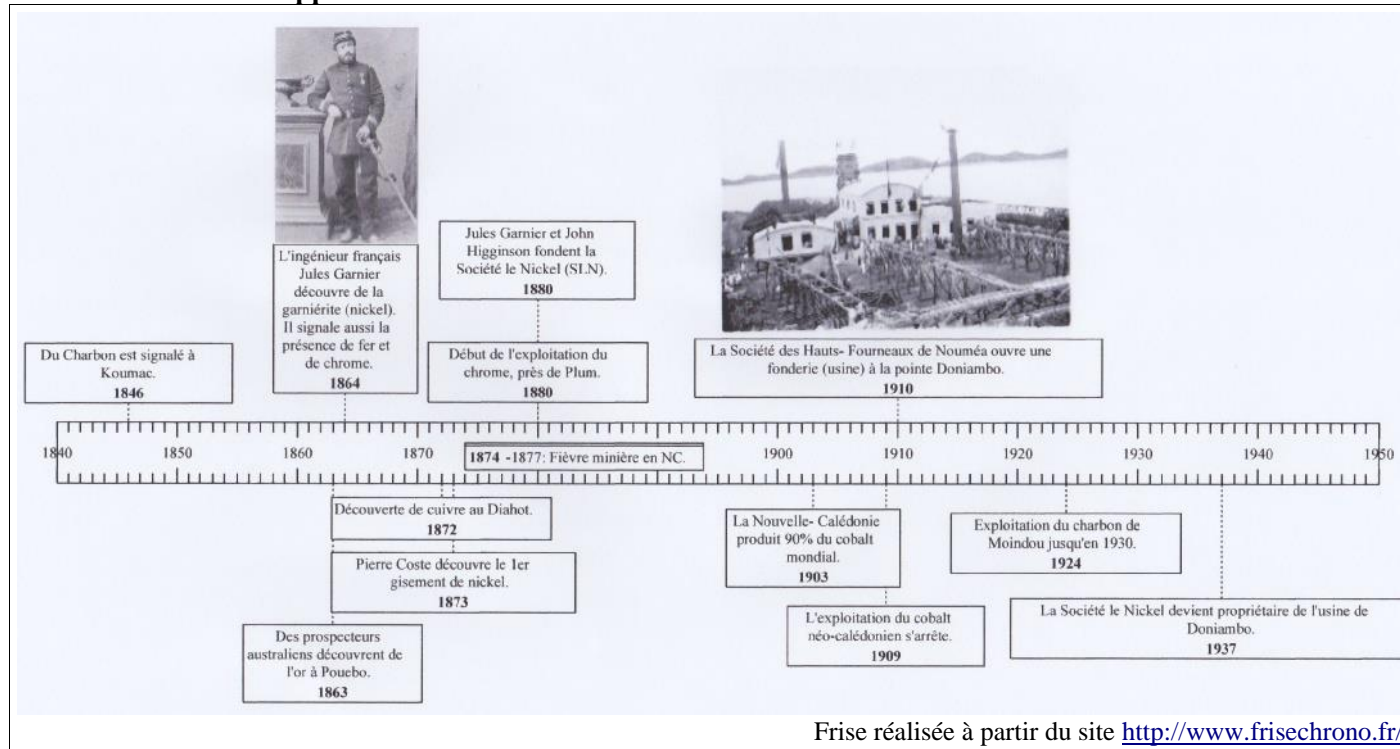 L'ingénieur français
Jules Garnier
découvre de la
garniérite (nickel).
Il signale aussi la
présence de fer et
de chrome.
1864
Jules Garnier et John
Higginson fondent la
Société le Nickel (SLN).
1880
Du Charbon est signalé à
Koumac.
1846
Début de l'exploitation du
chrome, près de Plum.
1880
La Société des Hauts- Fourneaux de Nouméa ouvre une
fonderie (usine) à la pointe Doniambo.
1910
1840 1850 1860 1870 1900 1910 1920 1930 1950
1874 -1877: Fièvre minière en NC.
Découverte de cuivre au Diahot.
1872
Pierre Coste découvre le 1er
gisement de nickel.
1873
Des prospecteurs
australiens découvrent de
l'or à Pouebo.
1863
La Nouvelle- Calédonie
produit 90% du cobalt
mondial.
1903
L'exploitation du cobalt
néo-calédonien s'arrête.
1909
Exploitation du charbon de
Moindou jusqu'en 1930.
1924
La Société le Nickel devient propriétaire de l'usine de
Doniambo.
1937
Frise réalisée à partir du site http://www.frisechrono.fr/